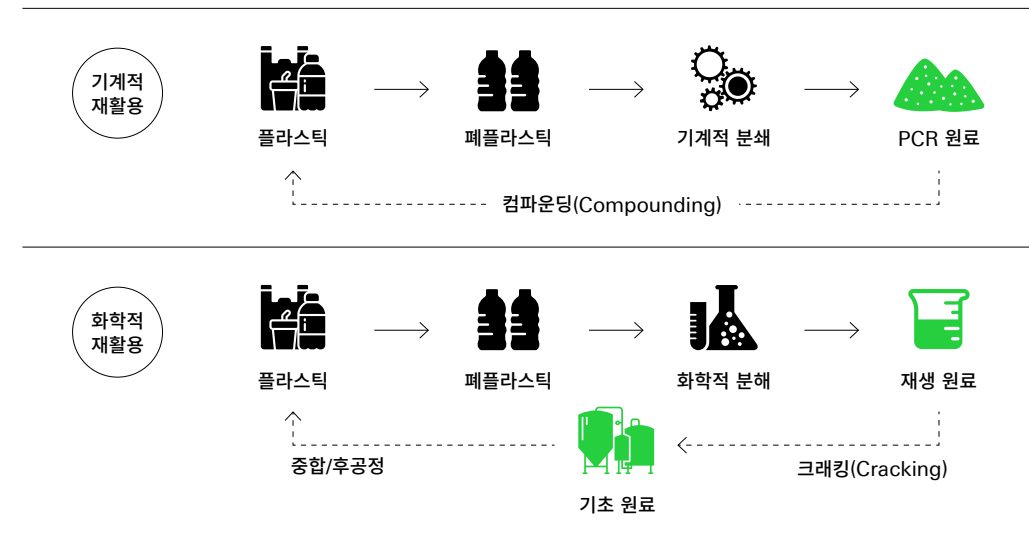 기계적
재활용
플라스틱
폐플라스틱
기계적 분쇄
PCR 원료
컴파운딩(Compounding)
화학적
재활용
플라스틱
폐플라스틱
화학적 분해
재생 원료
중합/후공정
크래킹(Cracking)
기초 원료